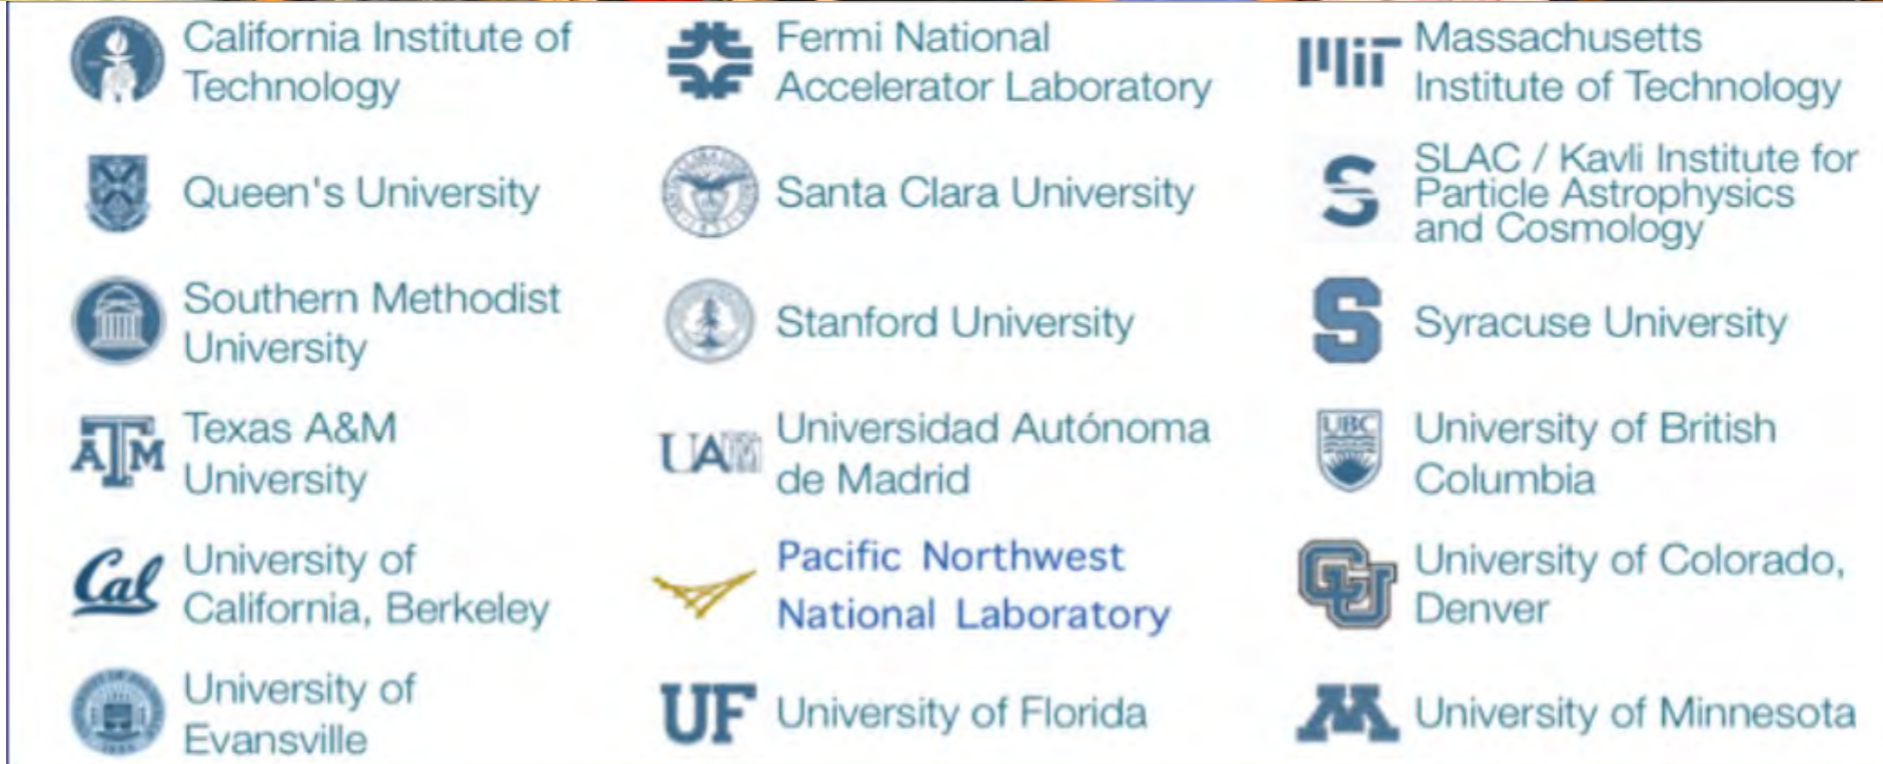 California Institute of
Technology
Fermi National
Accelerator Laboratory
MiT
Massachusetts
Institute of Technology
Queen's University
Santa Clara University
SLAC / Kavli Institute for
Particle Astrophysics
and Cosmology
Southern Methodist
University
Stanford University
S
Syracuse University
ATM
Texas A&M
University
UAM
Universidad Autónoma
de Madrid
UBC
University of British
Columbia
Cal
University of
California, Berkeley
Pacific Northwest
National Laboratory
CU
University of Colorado,
Denver
University of
Evansville
UF
University of Florida
M
University of Minnesota